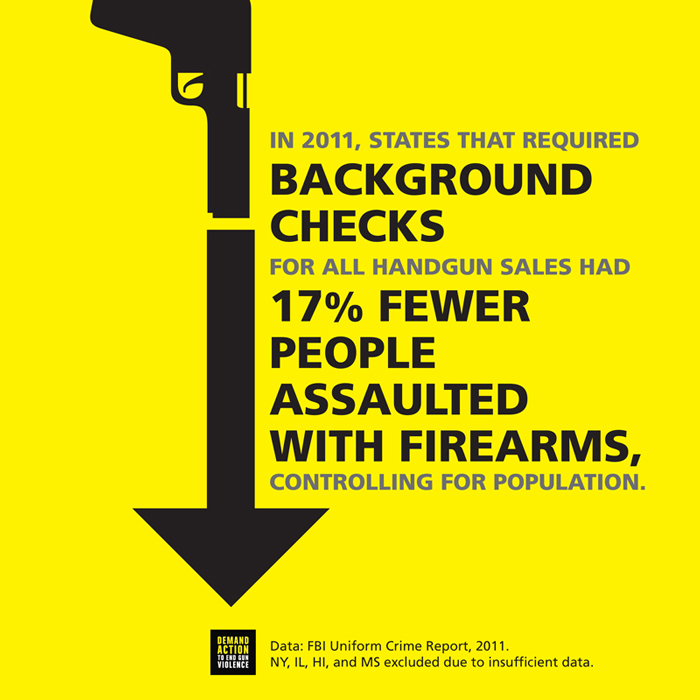 IN 2011, STATES THAT REQUIRED
BACKGROUND
CHECKS
FOR ALL HANDGUN SALES HAD
17% FEWER
PEOPLE
ASSAULTED
WITH FIREARMS,
CONTROLLING FOR POPULATION.
DEMAND
ACTION
TO END GUN
VIOLENCE
Data: FBI Uniform Crime Report, 2011.
NY, IL, HI, and MS excluded due to insufficient data.